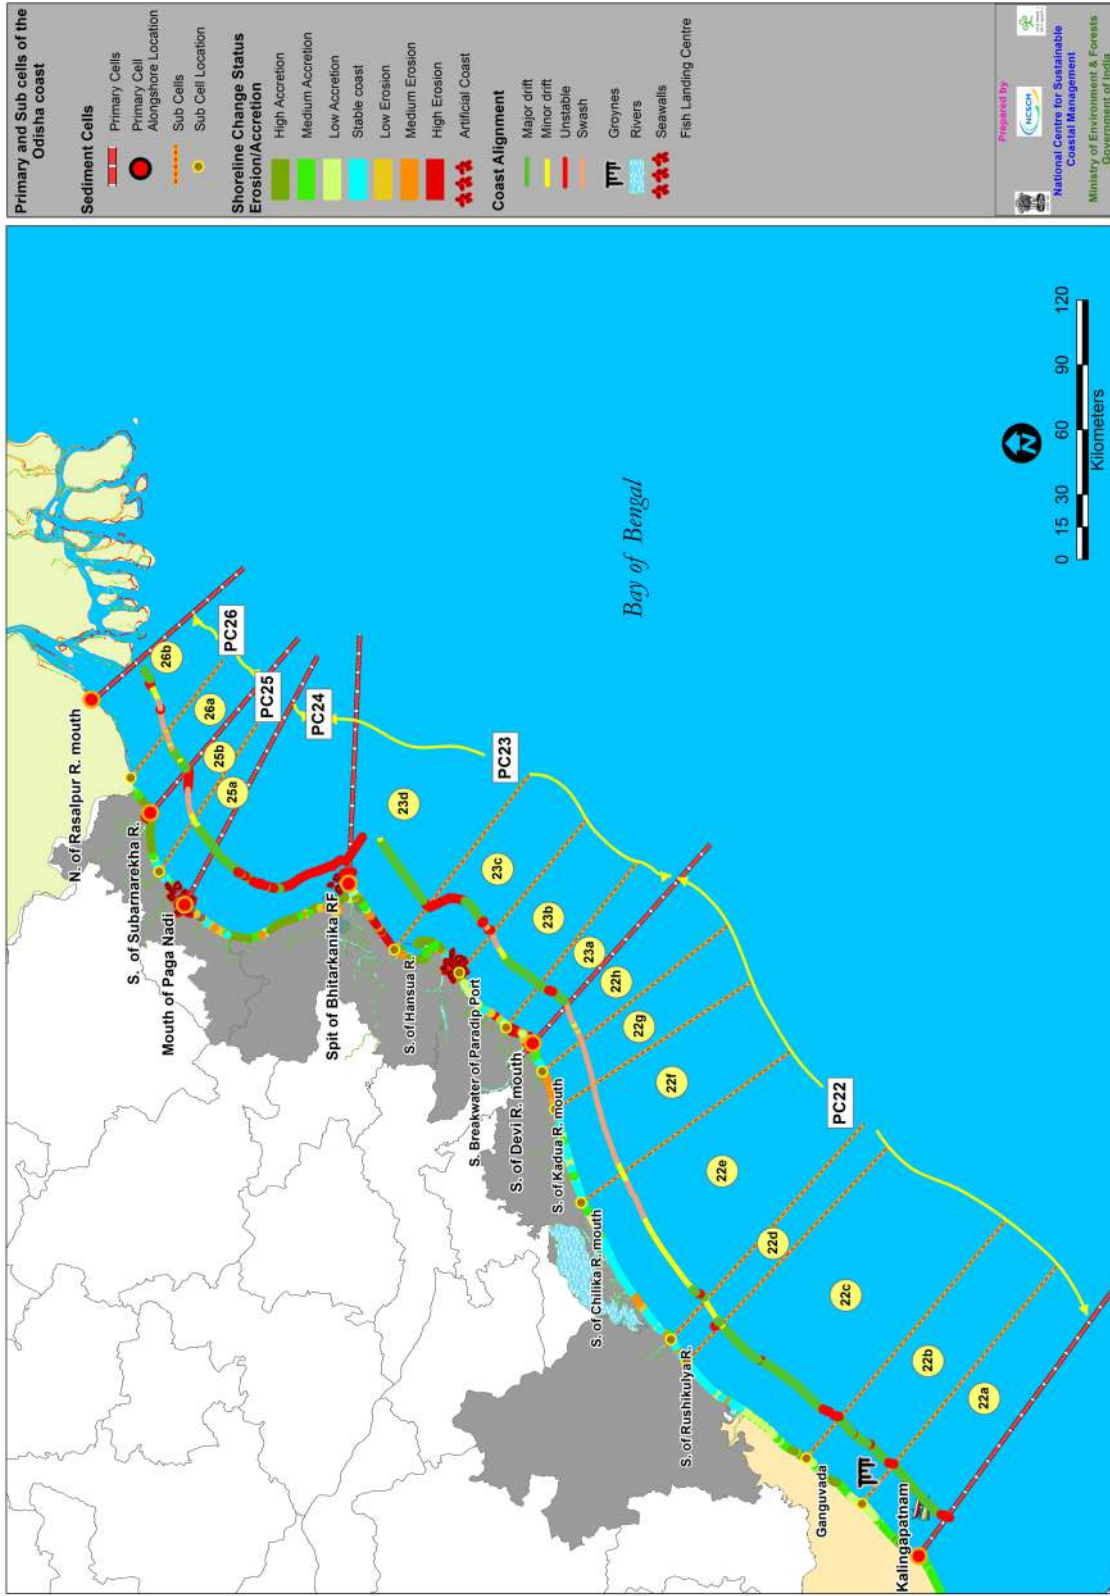 Primary and Sub cells of the
Odisha coast
Sediment Cells
Primary Cells
Primary Cell
Alongshore Location
Sub Cells
Sub Cell Location
Shoreline Change Status
Erosion/Accretion
High Accretion
Medium Accretion
Low Accretion
Stable coast
Low Erosion
Medium Erosion
High Erosion
Artificial Coast
Coast Alignment
Major drift
Minor drift
Unstable
Swash
Groynes
Rivers
Seawalls
Fish Landing Centre
Prepared by
NCSCM
National Centre for Sustainable
Coastal Management
Ministry of Environment & Forests
Government of India
N. of Rasalpur R. mouth
S. of Subarnarekha R.
Mouth of Paga Nadi
Spit of Bhitarkanika RF
S. of Hansua R.
S. Breakwater of Paradip Port
S. of Devi R. mouth
S. of Kadua R. mouth
S. of Chilika R. mouth
S. of Rushikulya R.
Ganguvada
Kalingapatnam
PC26
PC25
PC24
PC23
PC22
26b
26a
25b
25a
23d
23c
23b
23a
22h
22g
22f
22e
22d
22c
22b
22a
Bay of Bengal
N
0 15 30 60 90 120
Kilometers